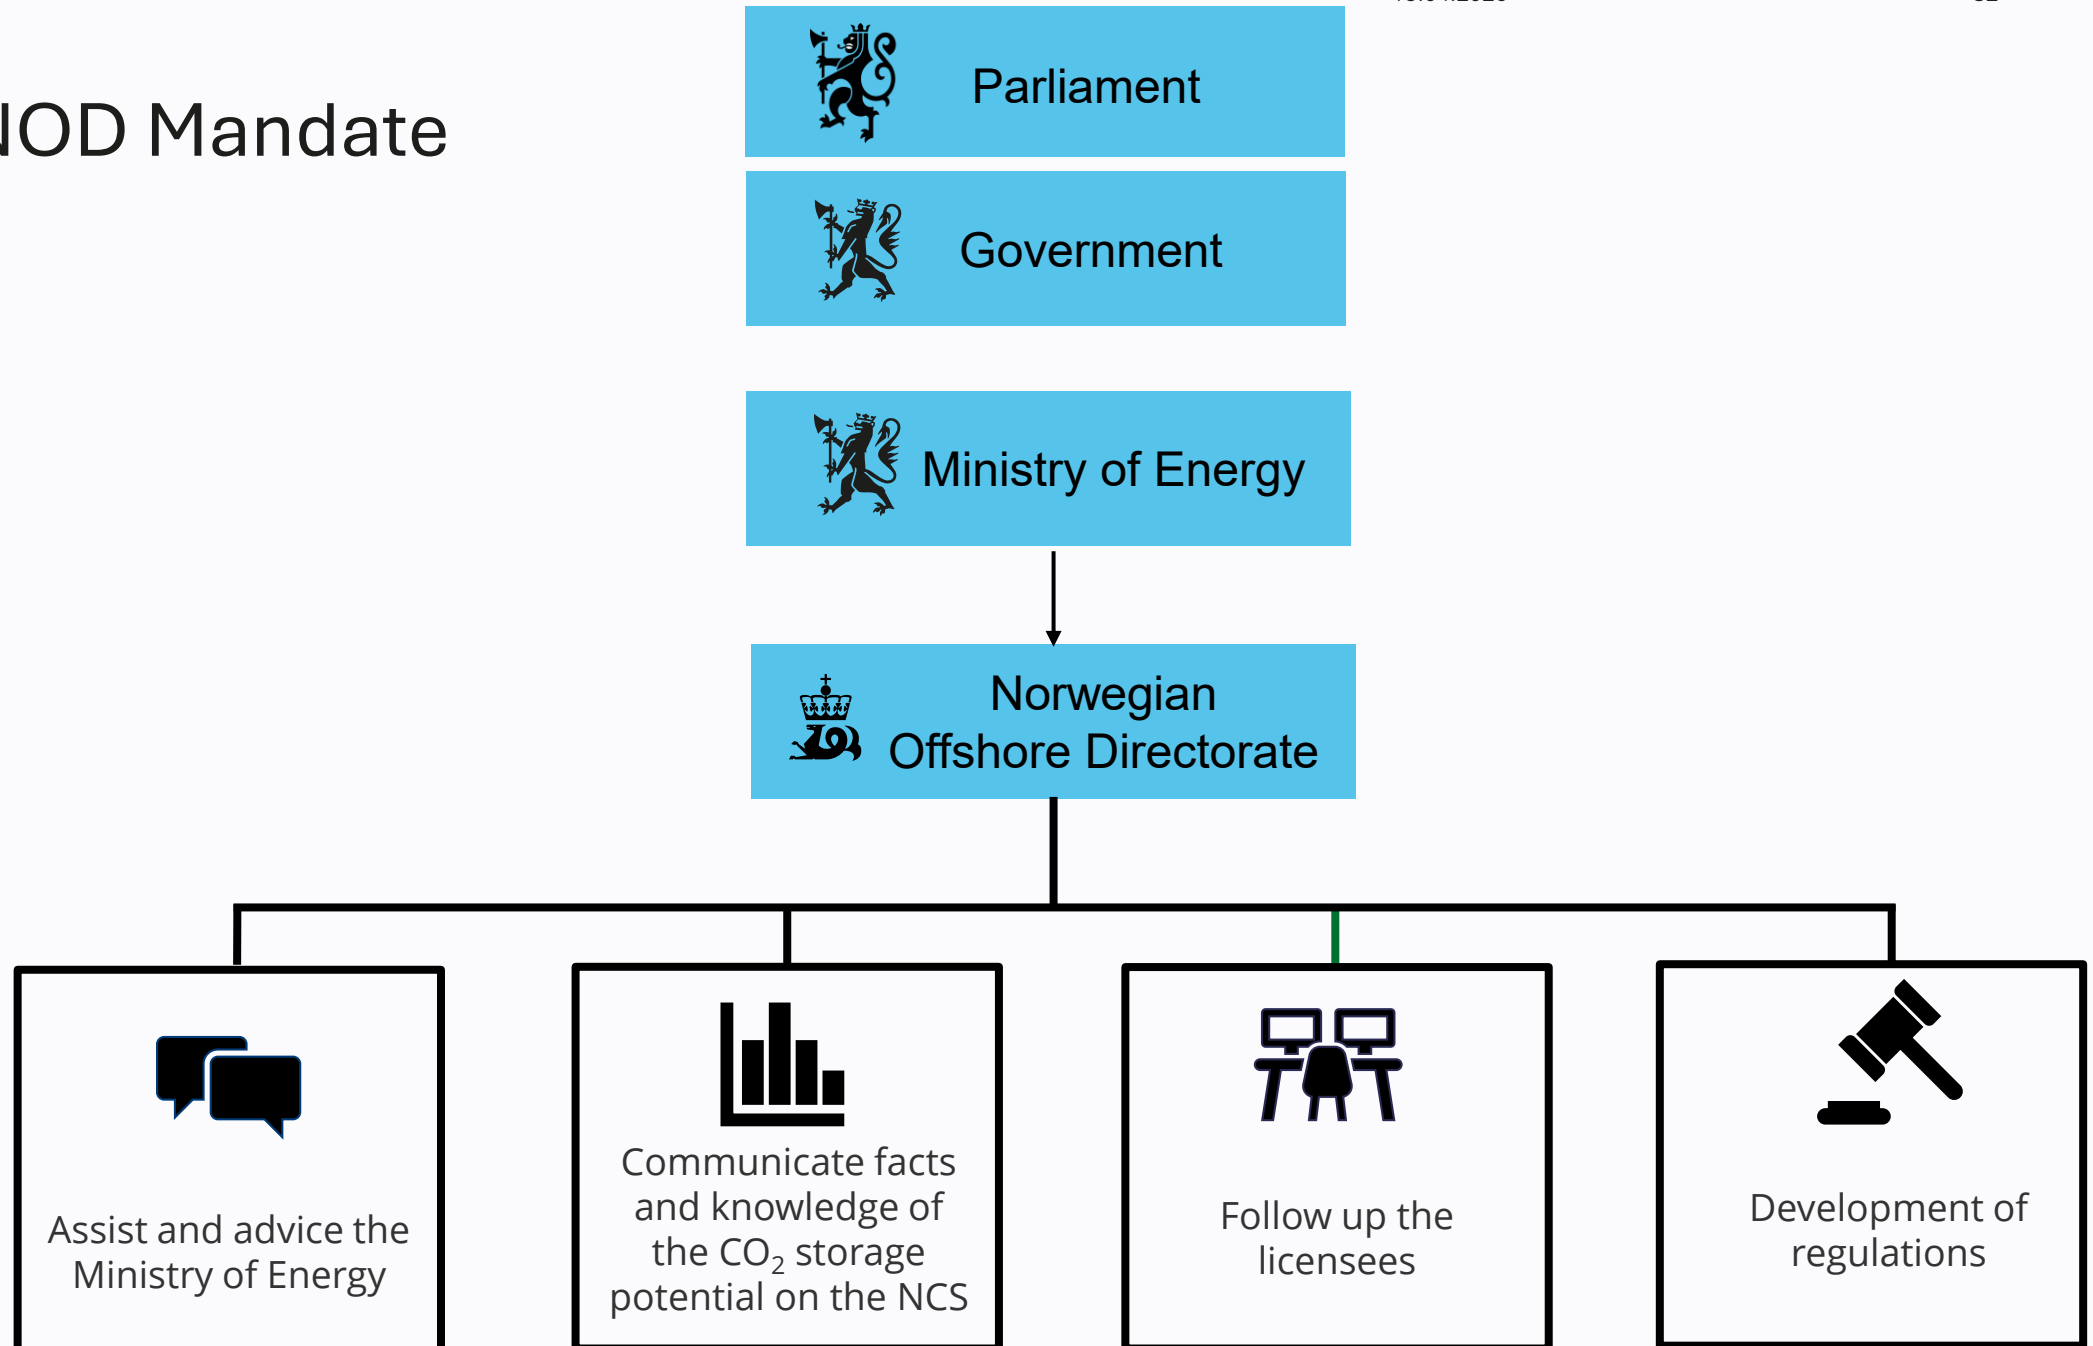 NOD Mandate
Parliament
Government
Ministry of Energy
Norwegian
Offshore Directorate
Assist and advice the
Ministry of Energy
Communicate facts
and knowledge of
the CO₂ storage
potential on the NCS
Follow up the
licensees
Development of
regulations